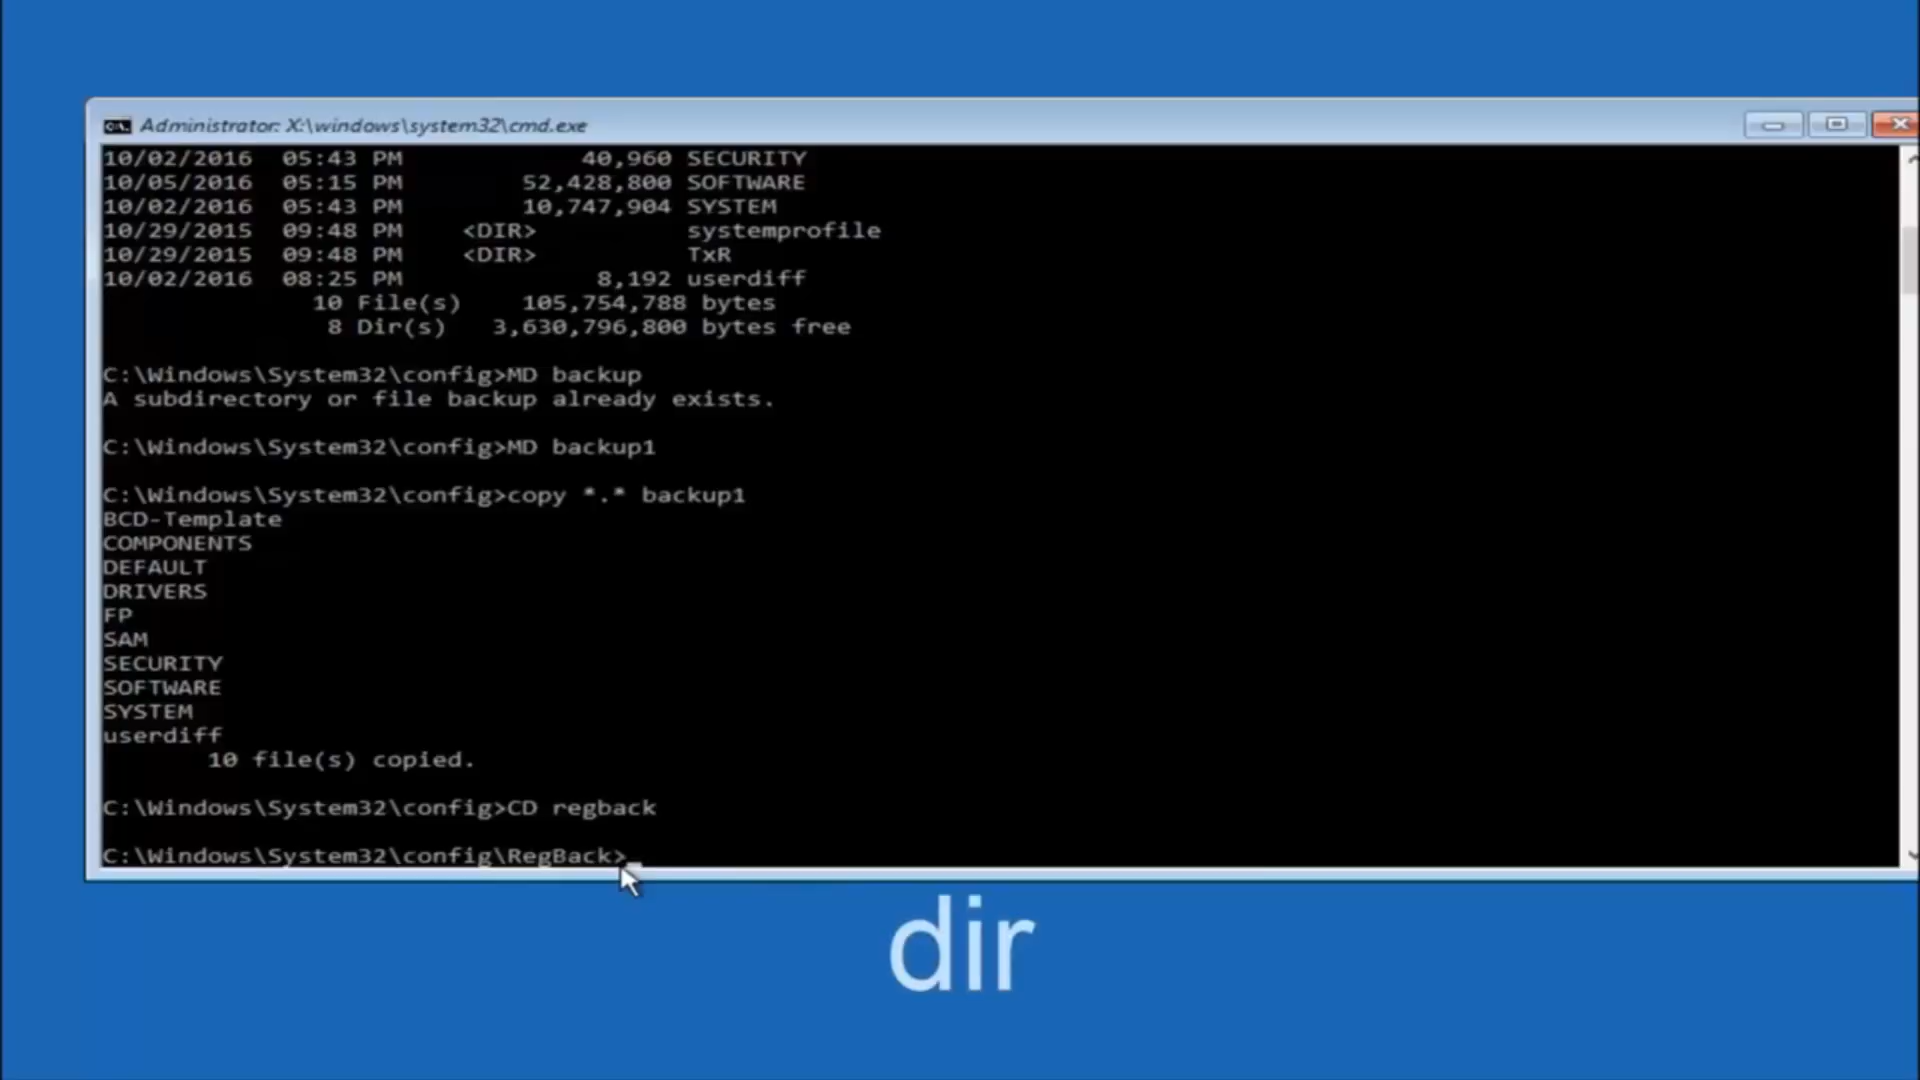 Administrator: X:\windows\system32\cmd.exe
10/02/2016  05:43 PM            40,960 SECURITY
10/05/2016  05:15 PM        52,428,800 SOFTWARE
10/02/2016  05:43 PM        10,747,904 SYSTEM
10/29/2015  09:48 PM    <DIR>          systemprofile
10/29/2015  09:48 PM    <DIR>          TxR
10/02/2016  08:25 PM             8,192 userdiff
              10 File(s)    105,754,788 bytes
               8 Dir(s)   3,630,796,800 bytes free
C:\Windows\System32\config>MD backup
A subdirectory or file backup already exists.
C:\Windows\System32\config>MD backup1
C:\Windows\System32\config>copy *.* backup1
BCD-Template
COMPONENTS
DEFAULT
DRIVERS
FP
SAM
SECURITY
SOFTWARE
SYSTEM
userdiff
       10 file(s) copied.
C:\Windows\System32\config>CD regback
C:\Windows\System32\config\RegBack>
dir